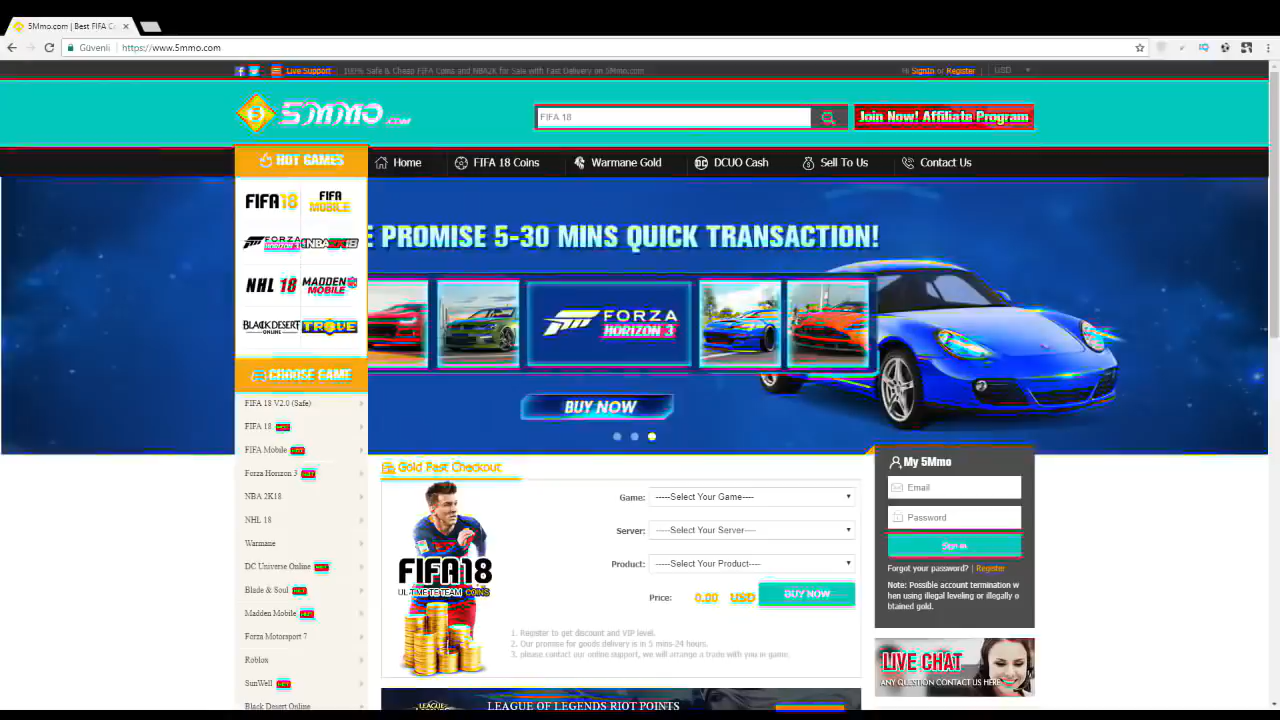 5Mmo.com | Best FIFA C
Güvenli
https://www.5mmo.com
Live Support
100% Safe & Cheap FIFA Coins and NBA2K for Sale with Fast Delivery on 5Mmo.com
Hi SignIn or Register
USD
5MMO.COM
FIFA 18
Join Now! Affiliate Program
HOT GAMES
Home
FIFA 18 Coins
Warmane Gold
DCUO Cash
Sell To Us
Contact Us
FIFA18
FIFA MOBILE
FORZA HORIZON 3
NBA2K18
NHL 18
MADDEN MOBILE
BLACK DESERT ONLINE
TROVE
E PROMISE 5-30 MINS QUICK TRANSACTION!
FORZA
HORIZON 3
BUY NOW
CHOOSE GAME
FIFA 18 V2.0 (Safe)
FIFA 18 HOT
FIFA Mobile HOT
Forza Horizon 3 HOT
NBA 2K18
NHL 18
Warmane
DC Universe Online HOT
Blade & Soul HOT
Madden Mobile HOT
Forza Motorsport 7
Roblox
SunWell HOT
Black Desert Online
Gold Fast Checkout
FIFA18
ULTIMETE TEAM COINS
Game: -----Select Your Game----
Server: -----Select Your Server----
Product: -----Select Your Product----
Price: 0.00 USD BUY NOW
1. Register to get discount and VIP level.
2. Our promise for goods delivery is in 5 mins-24 hours.
3. please contact our online support, we will arrange a trade with you in game.
My 5Mmo
Email
Password
Sign in
Forgot your password? | Register
Note: Possible account termination w
hen using illegal leveling or illegally o
btained gold.
LIVE CHAT
ANY QUESTION CONTACT US HERE
LEAGUE OF LEGENDS RIOT POINTS